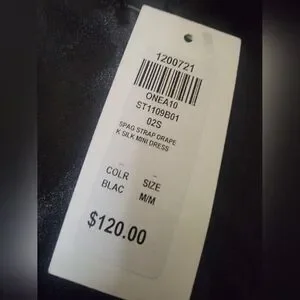 1200721
ONEA10
ST1109B01
02S
SPAG STRAP DRAPE
K SILK MINI DRESS
COLR SIZE
BLAC M/M
$120.00